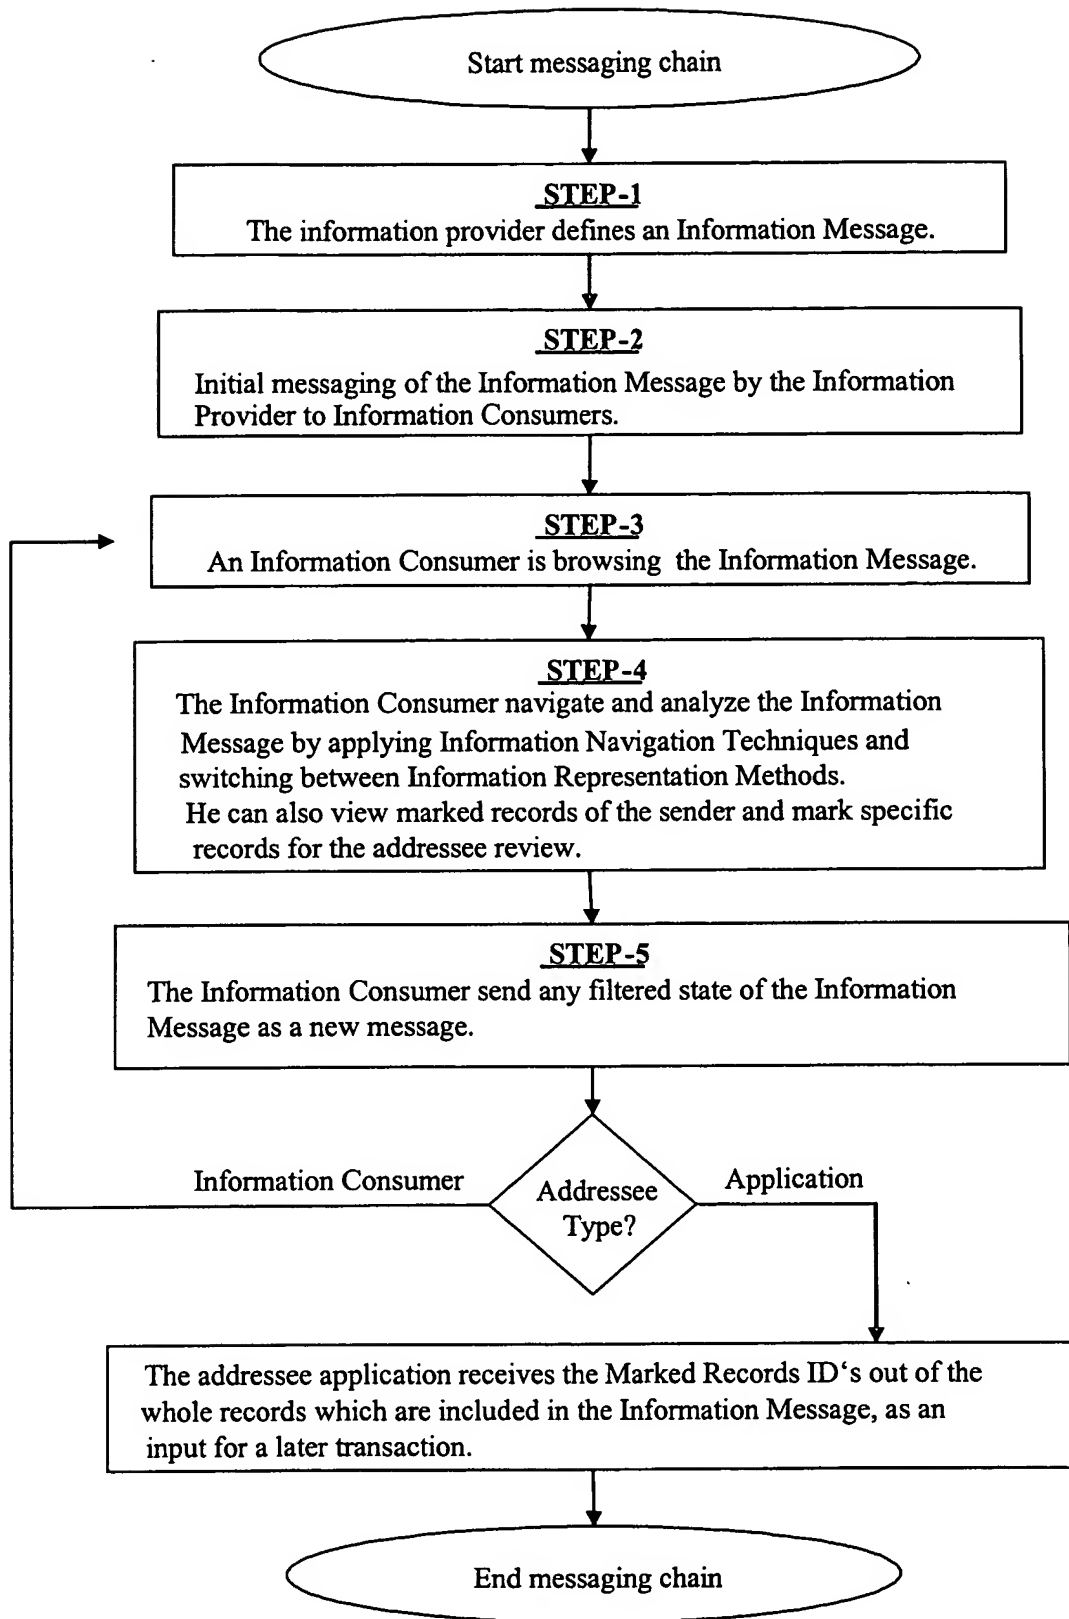 Start messaging chain
STEP-1
The information provider defines an Information Message.
STEP-2
Initial messaging of the Information Message by the Information
Provider to Information Consumers.
STEP-3
An Information Consumer is browsing the Information Message.
STEP-4
The Information Consumer navigate and analyze the Information
Message by applying Information Navigation Techniques and
switching between Information Representation Methods.
He can also view marked records of the sender and mark specific
records for the addressee review.
STEP-5
The Information Consumer send any filtered state of the Information
Message as a new message.
Information Consumer
Addressee
Type?
Application
The addressee application receives the Marked Records ID‘s out of the
whole records which are included in the Information Message, as an
input for a later transaction.
End messaging chain